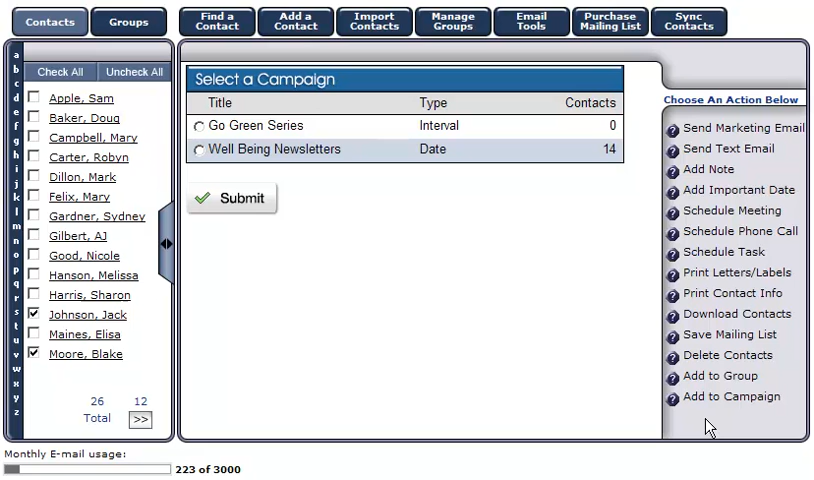 Contacts
Groups
Find a
Contact
Add a
Contact
Import
Contacts
Manage
Groups
Email
Tools
Purchase
Mailing List
Sync
Contacts
a
b
c
d
e
f
g
h
i
j
k
l
m
n
o
p
q
r
s
t
u
v
w
x
y
z
Check All
Uncheck All
Apple, Sam
Baker, Doug
Campbell, Mary
Carter, Robyn
Dillon, Mark
Felix, Mary
Gardner, Sydney
Gilbert, AJ
Good, Nicole
Hanson, Melissa
Harris, Sharon
Johnson, Jack
Maines, Elisa
Moore, Blake
26 12
Total >>
Select a Campaign
Title Type Contacts
Go Green Series Interval 0
Well Being Newsletters Date 14
Submit
Choose An Action Below
? Send Marketing Email
? Send Text Email
? Add Note
? Add Important Date
? Schedule Meeting
? Schedule Phone Call
? Schedule Task
? Print Letters/Labels
? Print Contact Info
? Download Contacts
? Save Mailing List
? Delete Contacts
? Add to Group
? Add to Campaign
Monthly E-mail usage:
223 of 3000